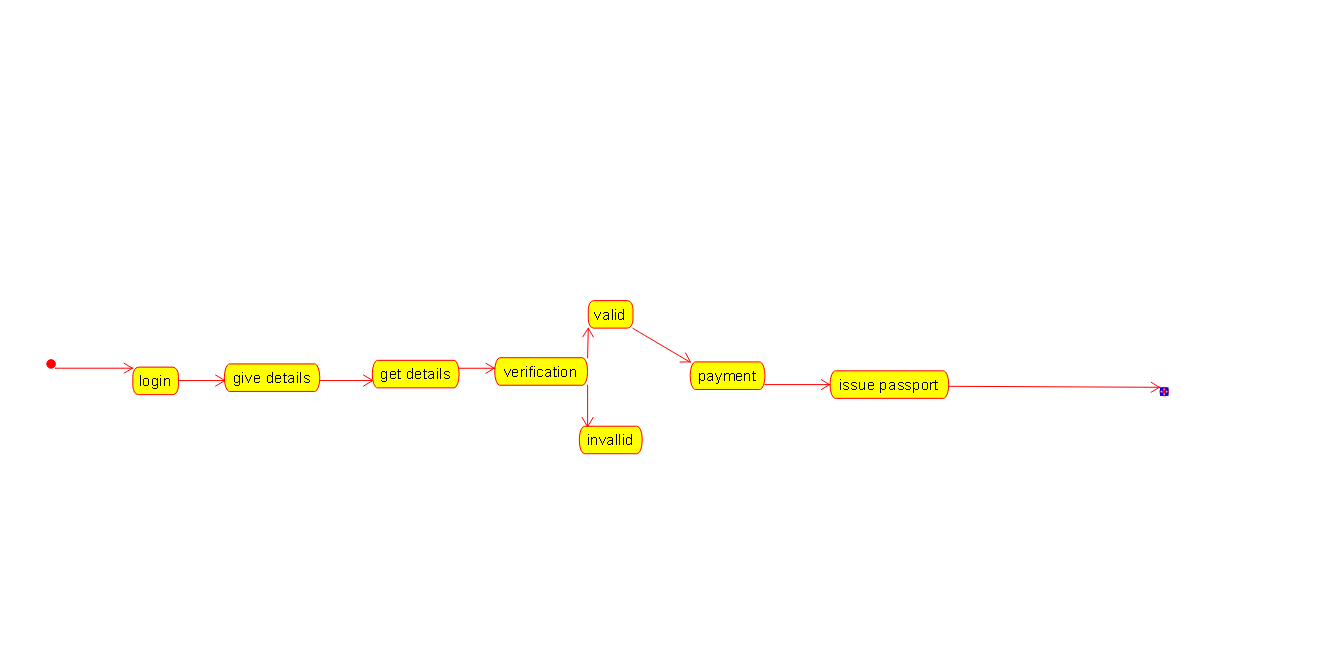 login
give details
get details
verification
valid
invallid
payment
issue passport